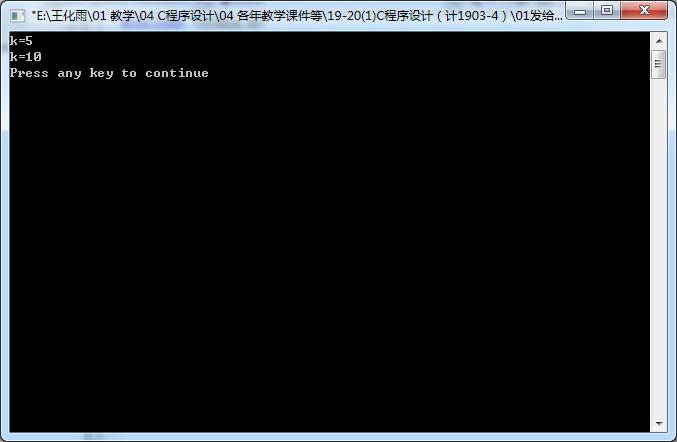 "E:\王化雨\01 教学\04 C程序设计\04 各年教学课件等\19-20(1)C程序设计（计1903-4）\01发给...
k=5
k=10
Press any key to continue